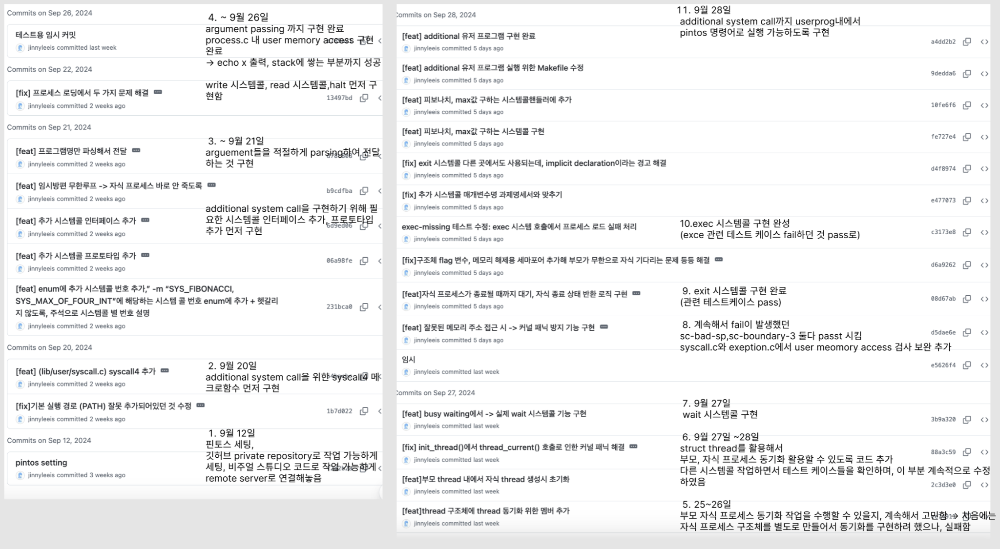 Commits on Sep 26, 2024
테스트용 임시 커밋
jinnyleeis committed last week
4. ~ 9월 26일
argument passing 까지 구현 완료
process.c 내 user memory access 구현
완료
→ echo x 출력, stack에 쌓는 부분까지 성공
Commits on Sep 22, 2024
[fix] 프로세스 로딩에서 두 가지 문제 해결
jinnyleeis committed 2 weeks ago
13497bd
write 시스템콜, read 시스템콜,halt 먼저 구
현함
Commits on Sep 21, 2024
[feat] 프로그램명만 파싱해서 전달
jinnyleeis committed 2 weeks ago
3. ~ 9월 21일
arguement들을 적절하게 parsing하여 전달
하는 것 구현
[feat] 임시방편 무한루프 -> 자식 프로세스 바로 안 죽도록
jinnyleeis committed 2 weeks ago
b9cdfba
[feat] 추가 시스템콜 인터페이스 추가
jinnyleeis committed 2 weeks ago
6d9ed06
additional system call을 구현하기 위해 필
요한 시스템콜 인터페이스 추가, 프로토타입
추가 먼저 구현
[feat] 추가 시스템콜 프로토타입 추가
jinnyleeis committed 2 weeks ago
06a98fe
[feat] enum에 추가 시스템콜 번호 추가,” -m “SYS_FIBONACCI,
SYS_MAX_OF_FOUR_INT”에 해당하는 시스템 콜 번호 enum에 추가 + 헷갈리
지 않도록, 주석으로 시스템콜 별 번호 설명
jinnyleeis committed 2 weeks ago
231bca0
Commits on Sep 20, 2024
[feat] (lib/user/syscall.c) syscall4 추가
jinnyleeis committed 2 weeks ago
2. 9월 20일
additional system call을 위한 syscall4 메
크로함수 먼저 구현
[fix]기본 실행 경로 (PATH) 잘못 추가되어있던 것 수정
jinnyleeis committed 2 weeks ago
1b7d022
Commits on Sep 12, 2024
pintos setting
jinnyleeis committed 3 weeks ago
1. 9월 12일
핀토스 세팅,
깃허브 private repository로 작업 가능하게
세팅, 비주얼 스튜디오 코드로 작업 가능하게
remote server로 연결해놓음
Commits on Sep 28, 2024
11. 9월 28일
additional system call까지 userprog내에서
pintos 명령어로 실행 가능하도록 구현
[feat] additional 유저 프로그램 구현 완료
jinnyleeis committed 5 days ago
a4dd2b2
[feat] additional 유저 프로그램 실행 위한 Makefile 수정
jinnyleeis committed 5 days ago
9dedda6
[feat] 피보나치, max값 구하는 시스템콜핸들러에 추가
jinnyleeis committed 5 days ago
10fe6f6
[feat] 피보나치, max값 구하는 시스템콜 구현
jinnyleeis committed 5 days ago
fe727e4
[fix] exit 시스템콜 다른 곳에서도 사용되는데, implicit declaration이라는 경고 해결
jinnyleeis committed 5 days ago
d4f8974
[fix] 추가 시스템콜 매개변수명 과제명세서와 맞추기
jinnyleeis committed 5 days ago
e477073
exec-missing 테스트 수정: exec 시스템 호출에서 프로세스 로드 실패 처리
jinnyleeis committed 5 days ago
c3173e8
10.exec 시스템콜 구현 완성
(exce 관련 테스트 케이스 fail하던 것 pass로)
[fix]구조체 flag 변수, 메모리 해제용 세마포어 추가해 부모가 무한으로 자식 기다리는 문제 등등 해결
jinnyleeis committed 5 days ago
d6a9262
[feat]자식 프로세스가 종료될 때까지 대기, 자식 종료 상태 반환 로직 구현
jinnyleeis committed 5 days ago
08d67ab
9. exit 시스템콜 구현 완료
(관련 테스트케이스 pass)
[feat] 잘못된 메모리 주소 접근 시 -> 커널 패닉 방지 기능 구현
jinnyleeis committed 5 days ago
d5dae6e
8. 계속해서 fail이 발생했던
sc-bad-sp,sc-boundary-3 둘다 passt 시킴
syscall.c와 exeption.c에서 user meomory access 검사 보완 추가
임시
jinnyleeis committed last week
e5626f4
Commits on Sep 27, 2024
[feat] busy waiting에서 -> 실제 wait 시스템콜 기능 구현
jinnyleeis committed last week
3b9a320
7. 9월 27일
wait 시스템콜 구현
[fix] init_thread()에서 thread_current() 호출로 인한 커널 패닉 해결
jinnyleeis committed last week
88a3c59
6. 9월 27일 ~28일
struct thread를 활용해서
부모, 자식 프로세스 동기화 활용할 수 있도록 코드 추가
다른 시스템콜 작업하면서 테스트 케이스들을 확인하며, 이 부분 계속적으로 수정
하였음
[feat]부모 thread 내에서 자식 thread 생성시 초기화
jinnyleeis committed last week
2c3d3e0
[feat]thread 구조체에 thread 동기화 위한 멤버 추가
jinnyleeis committed last week
5. 25~26일
부모 자식 프로세스 동기화 작업을 수행할 수 있을지, 계속해서 고민함 → 처음에는
자식 프로세스 구조체를 별도로 만들어서 동기화를 구현하려 했으나, 실패함